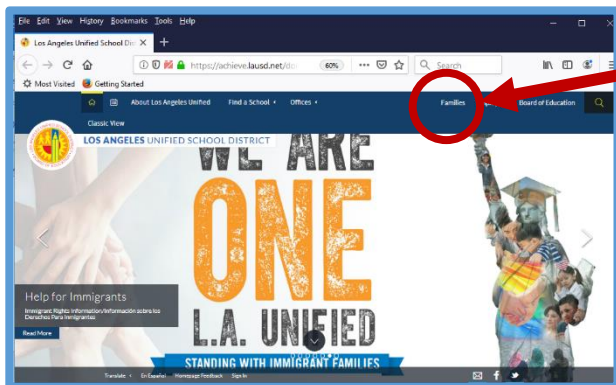 File Edit View History Bookmarks Tools Help
Los Angeles Unified School Dis
https://achieve.lausd.net/do 60% Search
Most Visited Getting Started
About Los Angeles Unified Find a School Offices Families Board of Education
Classic View
LOS ANGELES UNIFIED SCHOOL DISTRICT
WE ARE
ONE
L.A. UNIFIED
STANDING WITH IMMIGRANT FAMILIES
Help for Immigrants
Immigrant Rights Information/Información sobre los
Derechos Para Inmigrantes
Read More
Translate En Español Homepage Feedback Sign In